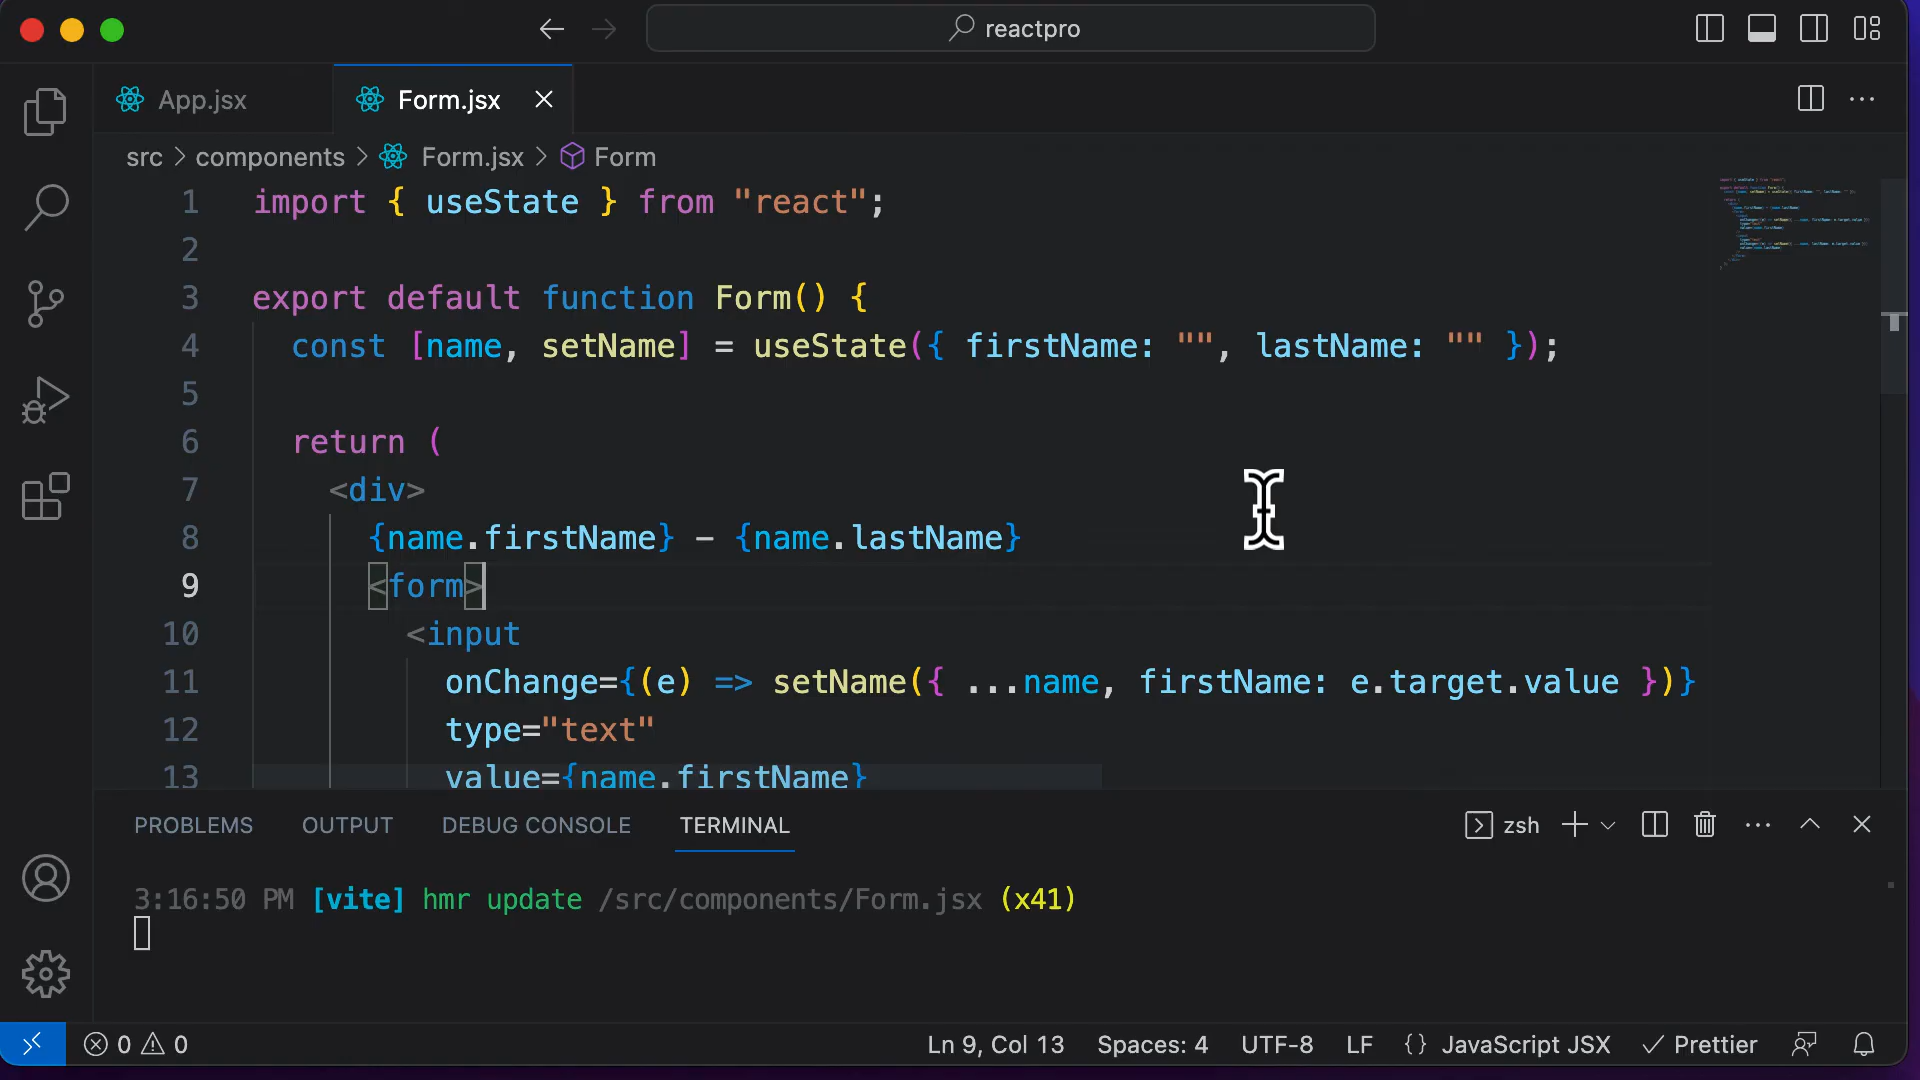 reactpro
App.jsx
Form.jsx
src > components > Form.jsx > Form
1 import { useState } from "react";
2
3 export default function Form() {
4 const [name, setName] = useState({ firstName: "", lastName: "" });
5
6 return (
7 <div>
8 {name.firstName} - {name.lastName}
9 <form>
10 <input
11 onChange={(e) => setName({ ...name, firstName: e.target.value })}
12 type="text"
13 value={name.firstName}
PROBLEMS OUTPUT DEBUG CONSOLE TERMINAL zsh
3:16:50 PM [vite] hmr update /src/components/Form.jsx (x41)
0 0 Ln 9, Col 13 Spaces: 4 UTF-8 LF {} JavaScript JSX Prettier